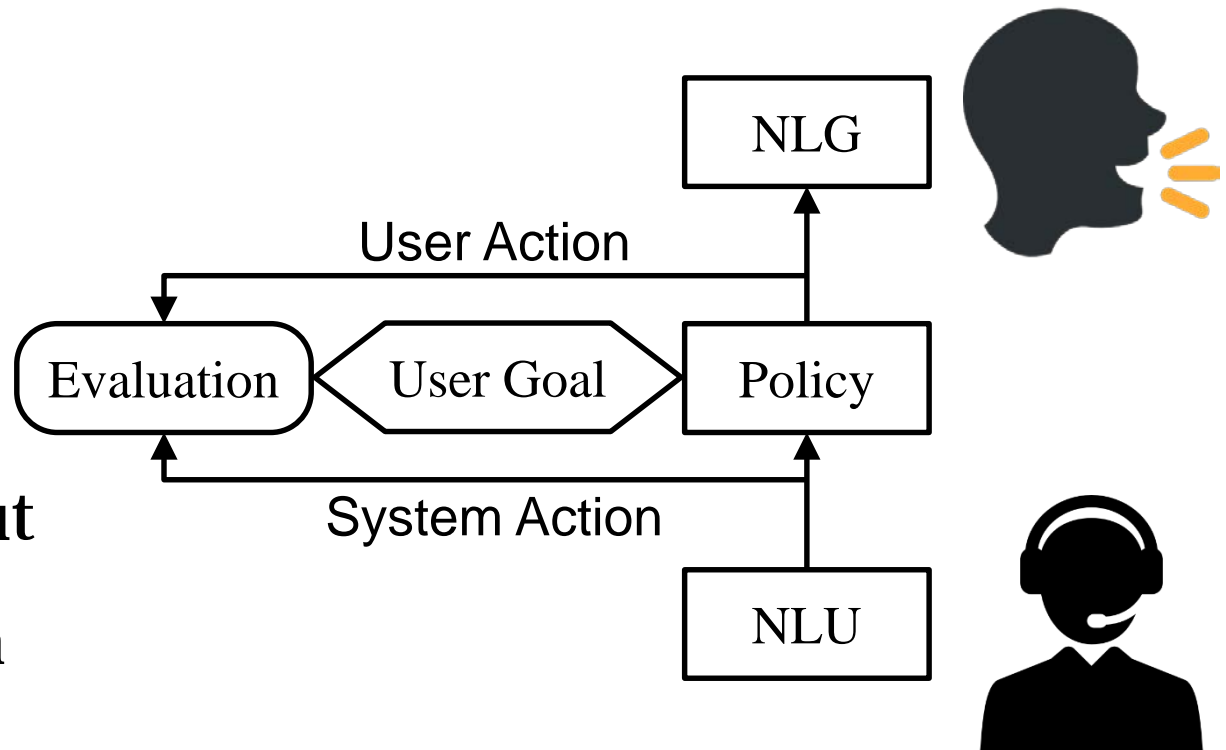 NLG
User Action
Evaluation
User Goal
Policy
System Action
NLU